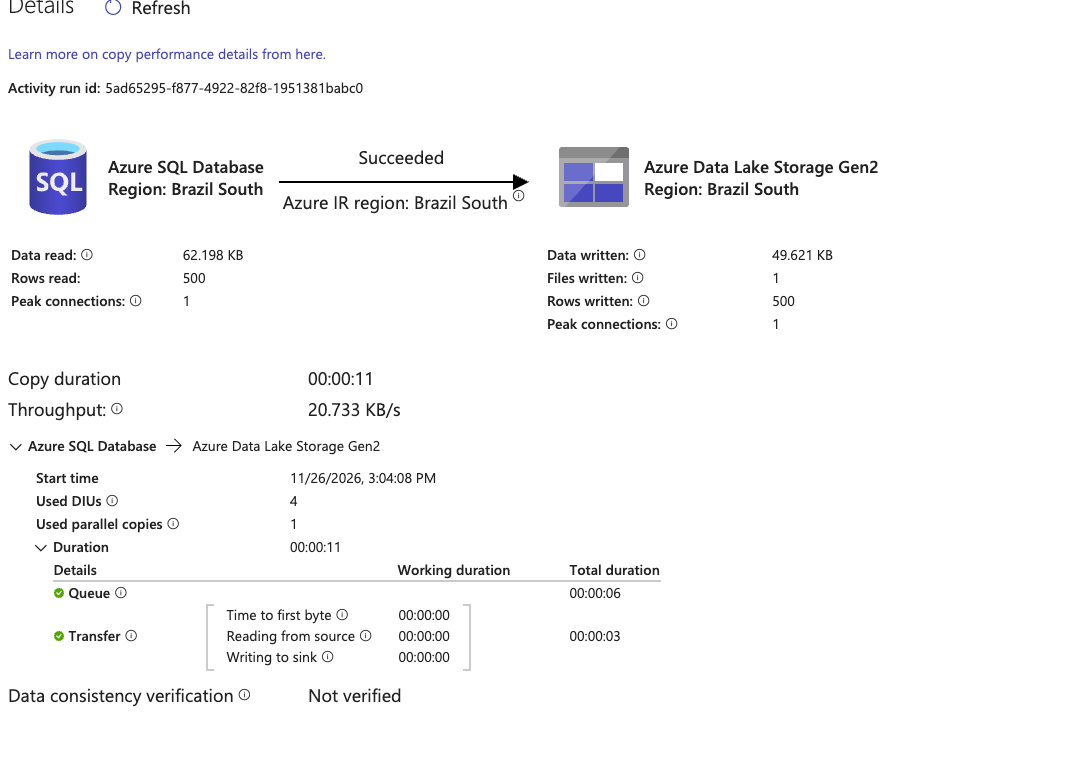 Details Refresh
Learn more on copy performance details from here.
Activity run id: 5ad65295-f877-4922-82f8-1951381babc0
SQL
Azure SQL Database
Region: Brazil South
Succeeded
Azure IR region: Brazil South
Azure Data Lake Storage Gen2
Region: Brazil South
Data read: 62.198 KB
Rows read: 500
Peak connections: 1
Data written: 49.621 KB
Files written: 1
Rows written: 500
Peak connections: 1
Copy duration 00:00:11
Throughput: 20.733 KB/s
Azure SQL Database → Azure Data Lake Storage Gen2
Start time 11/26/2026, 3:04:08 PM
Used DIUs 4
Used parallel copies 1
Duration 00:00:11
Details Working duration Total duration
Queue 00:00:06
Transfer 00:00:03
Time to first byte 00:00:00
Reading from source 00:00:00
Writing to sink 00:00:00
Data consistency verification Not verified